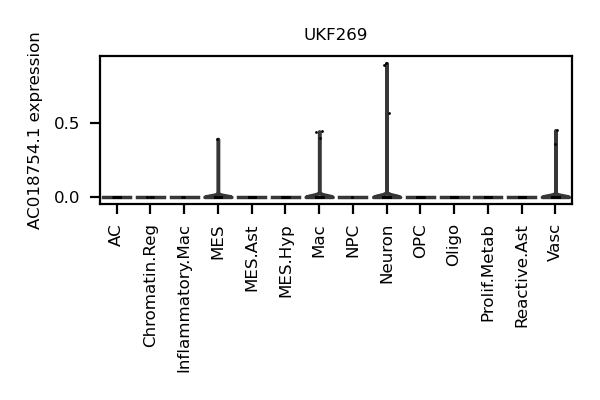 UKF269
AC018754.1 expression
0.5
0.0
AC
Chromatin.Reg
Inflammatory.Mac
MES
MES.Ast
MES.Hyp
Mac
NPC
Neuron
OPC
Oligo
Prolif.Metab
Reactive.Ast
Vasc